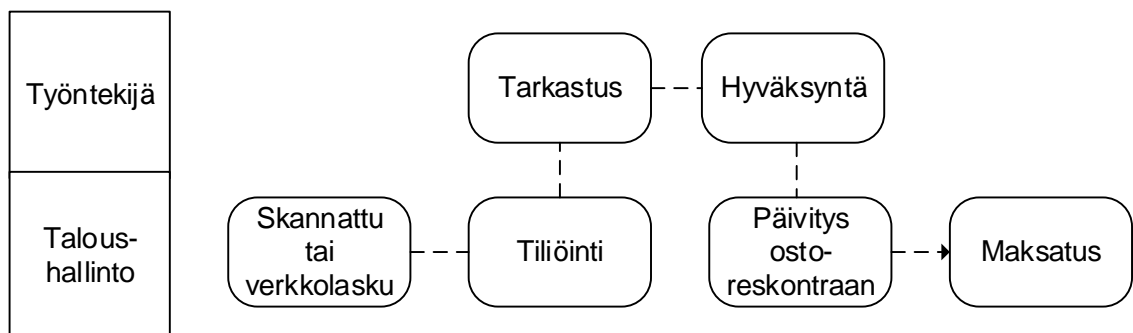 Työntekijä
Tarkastus
Hyväksyntä
Talous-
hallinto
Skannattu
tai
verkkolasku
Tiliöinti
Päivitys
osto-
reskontraan
Maksatus